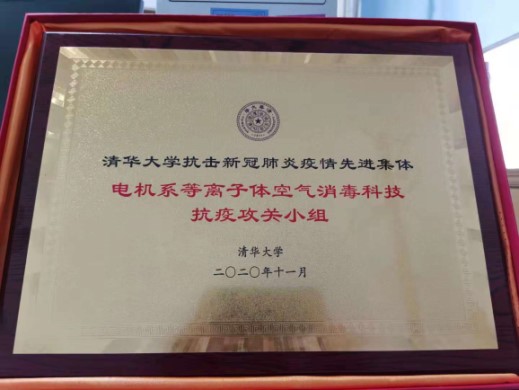 清华大学抗击新冠肺炎疫情先进集体
电机系等离子体空气消毒科技
抗疫攻关小组
清华大学
二〇二〇年十一月